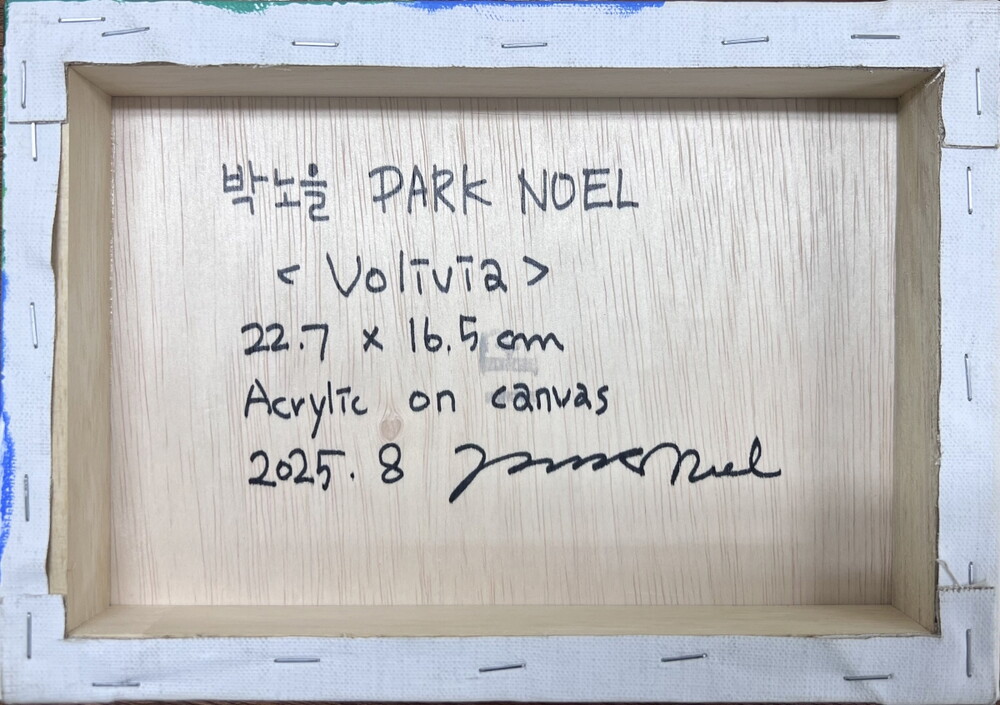 박노을 PARK NOEL
< Volivia >
22.7 x 16.5 cm
Acrylic on canvas
2025. 8